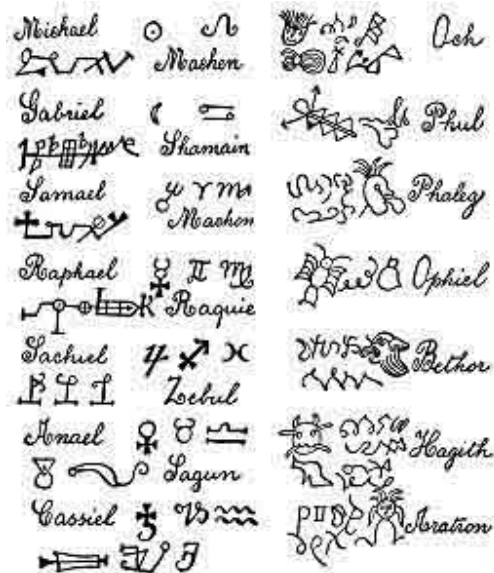 Michael ☉ ♌
Machen
Gabriel ☾ ♋
Shamain
Samael ♂ ♈ ♏
Machon
Raphael ☿ ♊ ♍
Raquie
Sachiel ♃ ♐ ♓
Zebul
Anael ♀ ♉ ♎
Sagun
Cassiel ♄ ♑ ♒
Och
Phul
Phaleg
Ophiel
Bethor
Hagith
Aratron